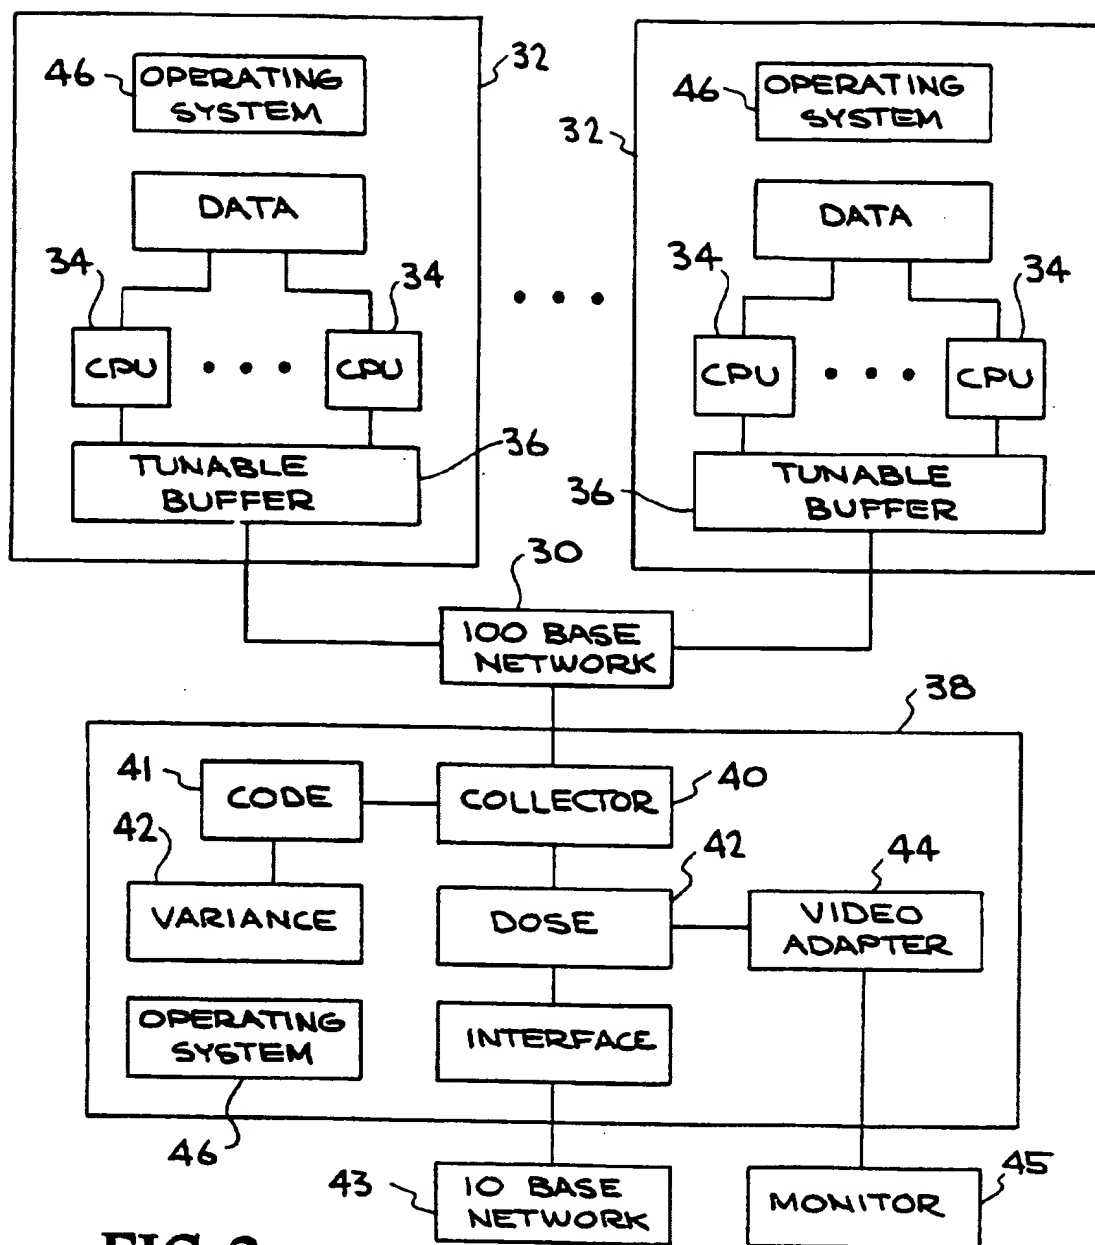 46
OPERATING
SYSTEM
32
DATA
34
34
CPU
• • •
CPU
TUNABLE
BUFFER
36
• • •
46
OPERATING
SYSTEM
32
DATA
34
34
CPU
• • •
CPU
36
TUNABLE
BUFFER
30
100 BASE
NETWORK
38
41
CODE
COLLECTOR
40
42
VARIANCE
42
DOSE
44
VIDEO
ADAPTER
OPERATING
SYSTEM
46
INTERFACE
43
10 BASE
NETWORK
MONITOR
45